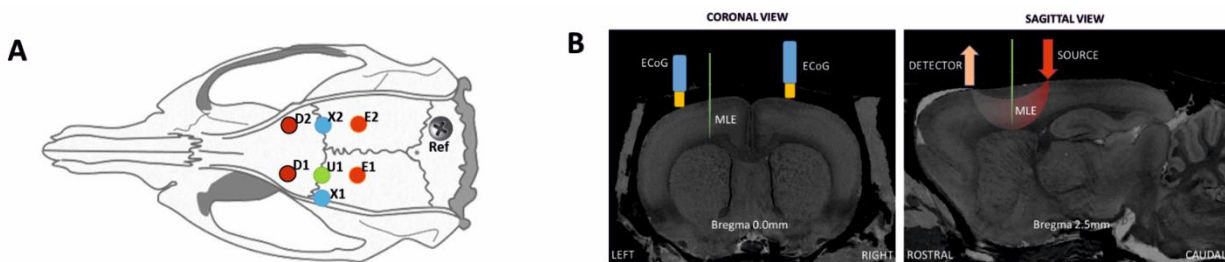 A
D2
X2
E2
Ref
D1
U1
E1
X1
B
CORONAL VIEW
ECoG
ECoG
MLE
Bregma 0.0mm
LEFT
RIGHT
SAGITTAL VIEW
DETECTOR
SOURCE
MLE
Bregma 2.5mm
ROSTRAL
CAUDAL